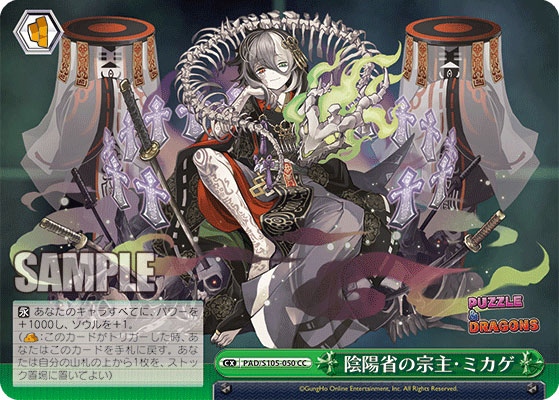 SAMPLE
永 あなたのキャラすべてに、パワーを
+1000し、ソウルを+1。
(：このカードがトリガーした時、あ
なたはこのカードを手札に戻す。あな
たは自分の山札の上から1枚を、ストッ
ク置場に置いてよい)
PUZZLE & DRAGONS
CX PAD/S105-050 CC 陰陽省の宗主・ミカゲ
©GungHo Online Entertainment, Inc. All Rights Reserved.